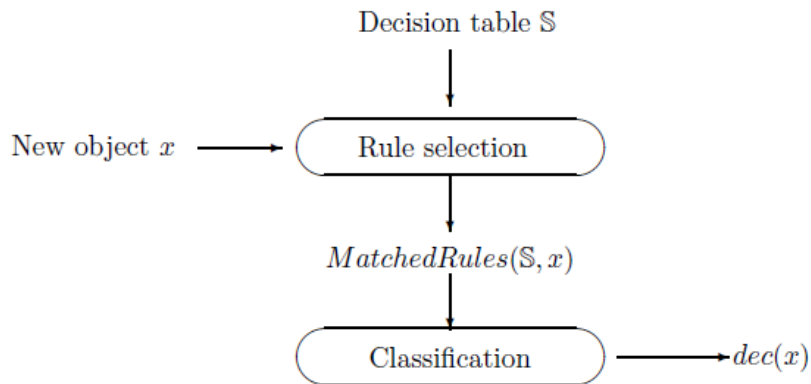 Decision table 𝕊
New object x
Rule selection
MatchedRules(𝕊, x)
Classification
dec(x)